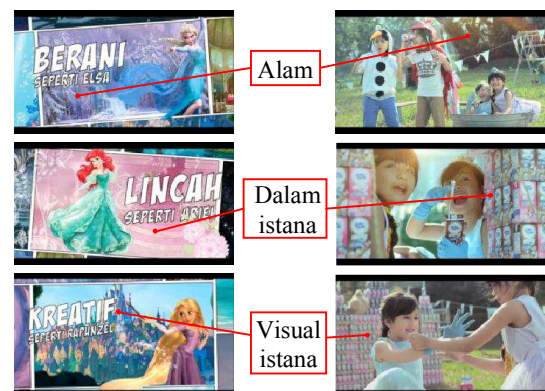 BERANI
SEPERTI ELSA
Alam
LINCAH
SEPERTI ARIEL
Dalam
istana
KREATIF
SEPERTI RAPUNZEL
Visual
istana